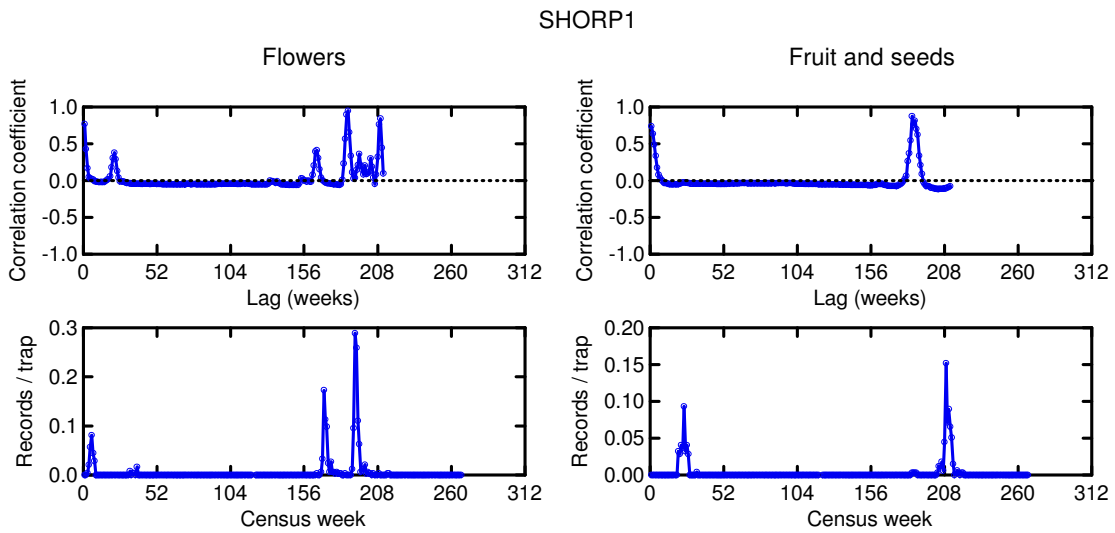 SHORP1
Flowers
Fruit and seeds
Correlation coefficient
1.0
0.5
0.0
-0.5
-1.0
0 52 104 156 208 260 312
Lag (weeks)
Correlation coefficient
1.0
0.5
0.0
-0.5
-1.0
0 52 104 156 208 260 312
Lag (weeks)
Records / trap
0.3
0.2
0.1
0.0
0 52 104 156 208 260 312
Census week
Records / trap
0.20
0.15
0.10
0.05
0.00
0 52 104 156 208 260 312
Census week